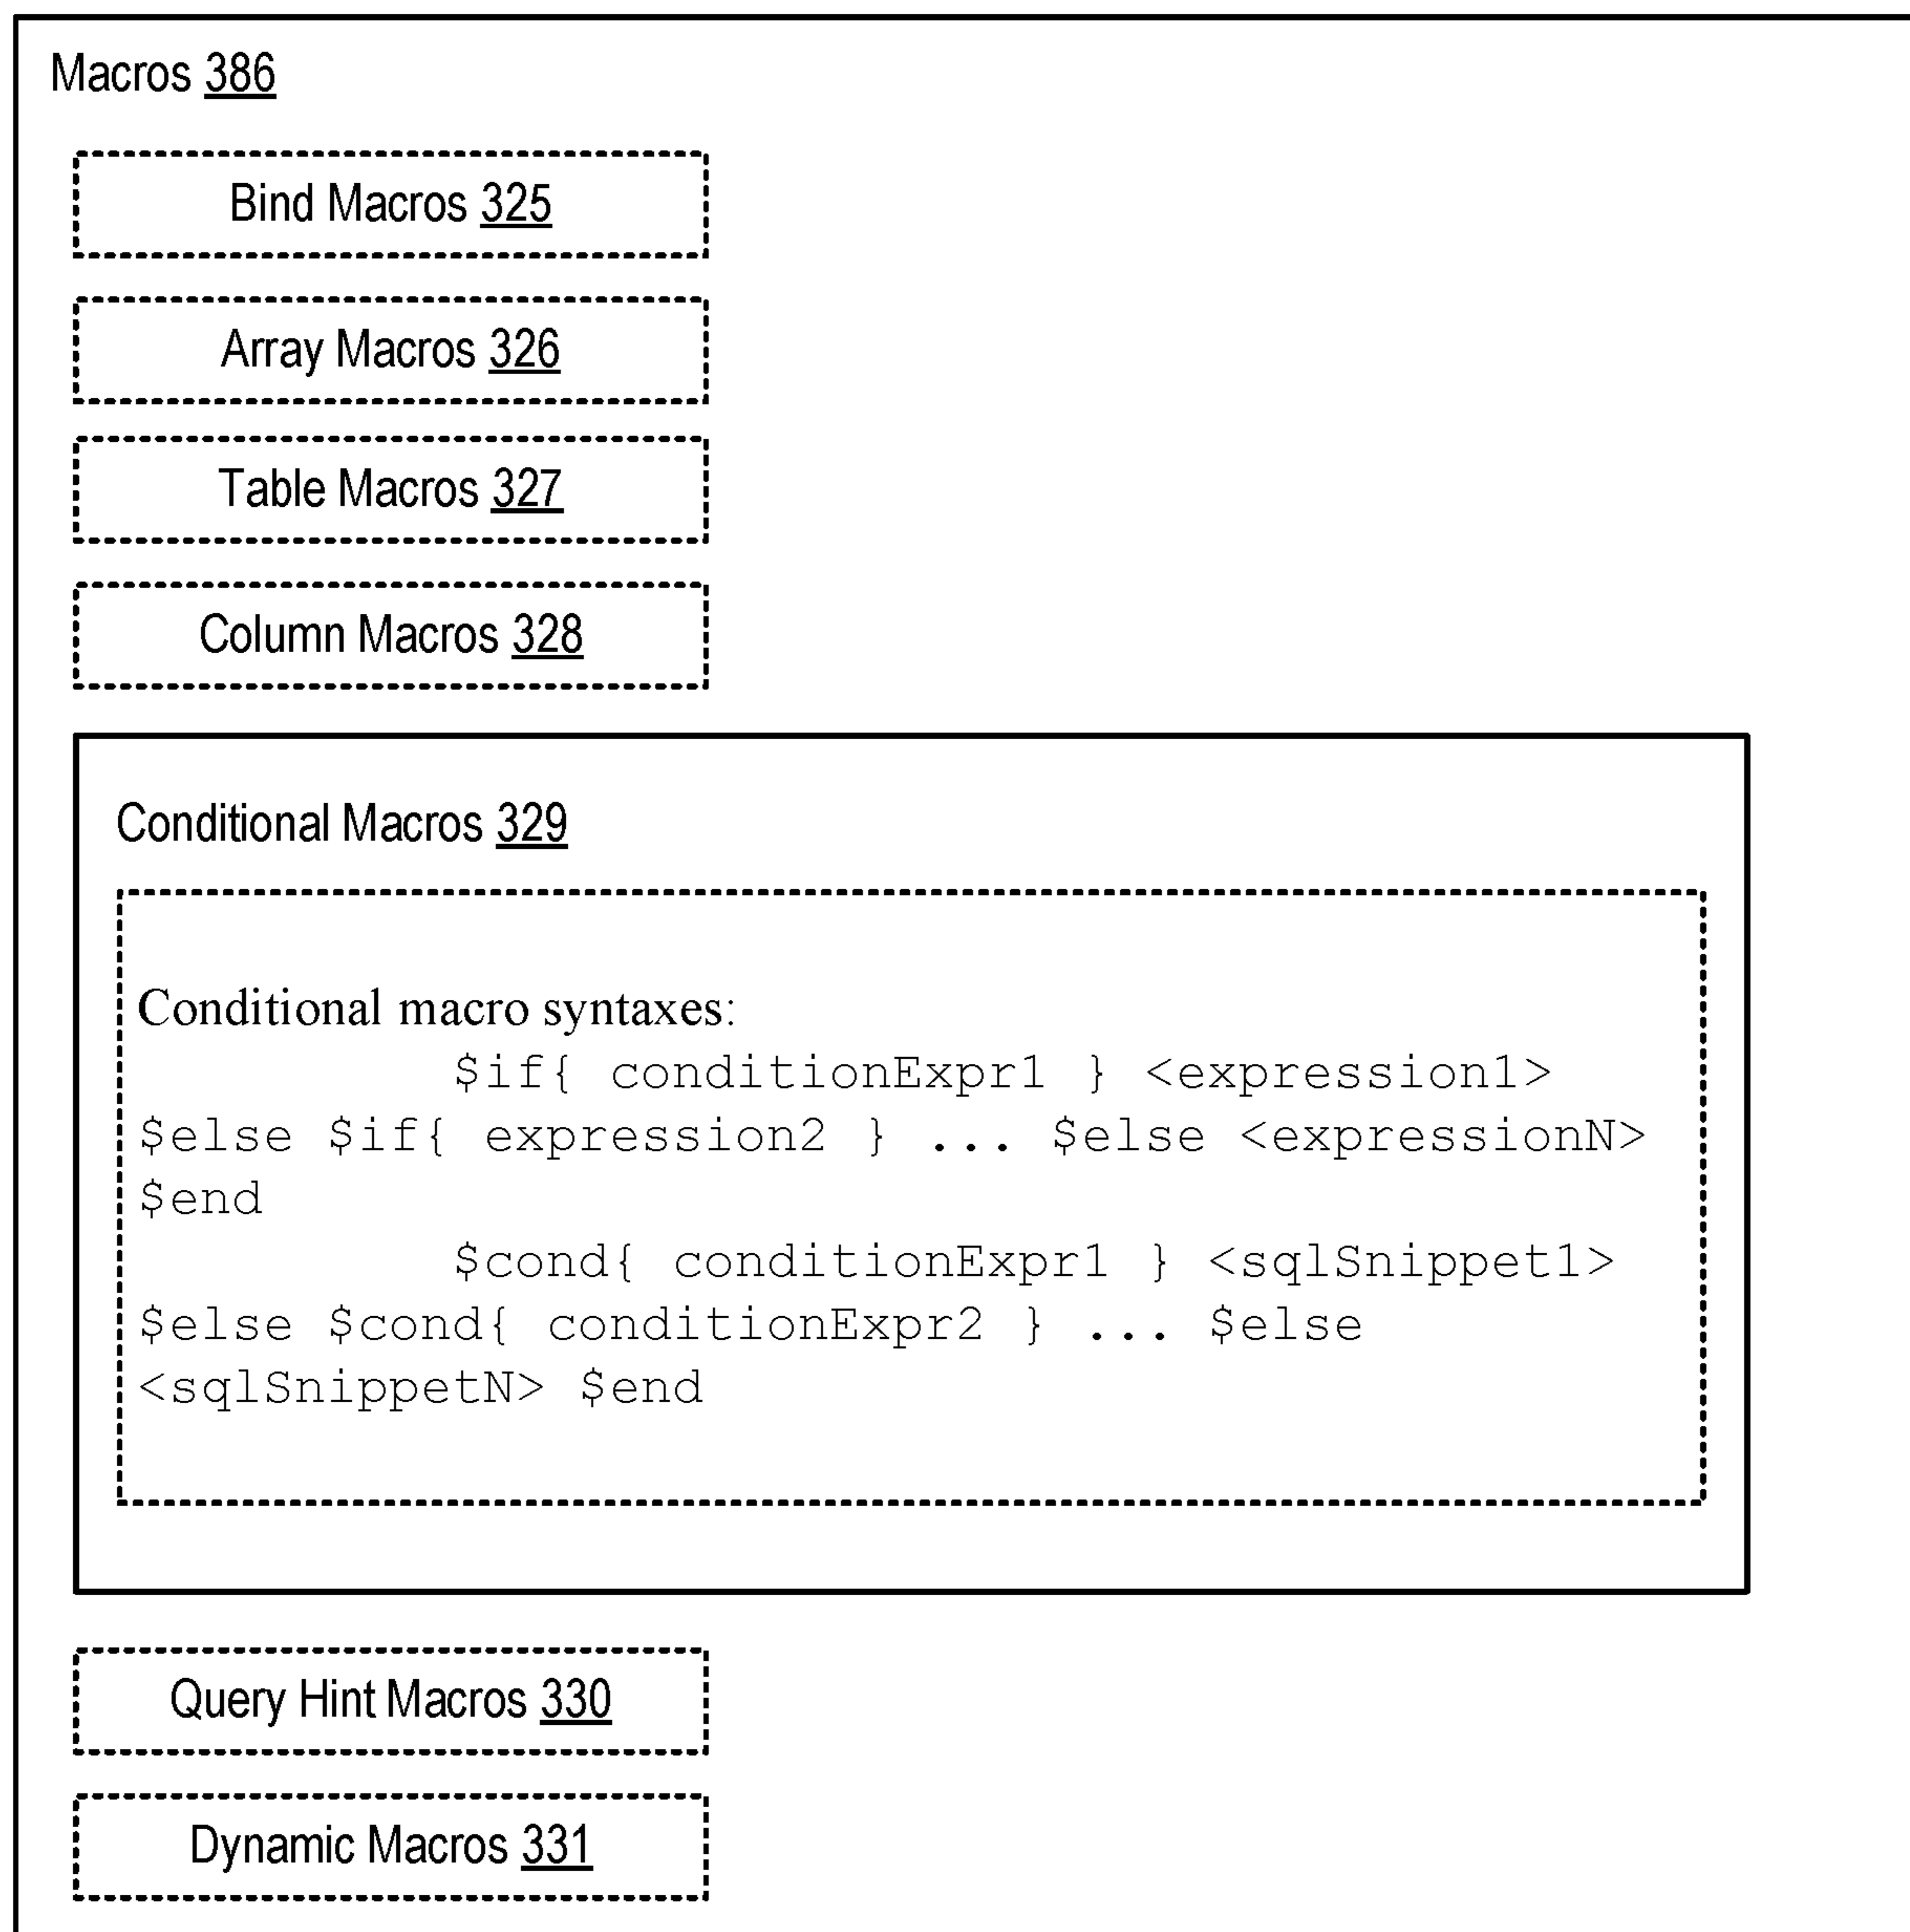 Macros 386
Bind Macros 325
Array Macros 326
Table Macros 327
Column Macros 328
Conditional Macros 329
Conditional macro syntaxes:
$if{ conditionExpr1 } <expression1>
$else $if{ expression2 } ... $else <expressionN>
$end
$cond{ conditionExpr1 } <sqlSnippet1>
$else $cond{ conditionExpr2 } ... $else
<sqlSnippetN> $end
Query Hint Macros 330
Dynamic Macros 331